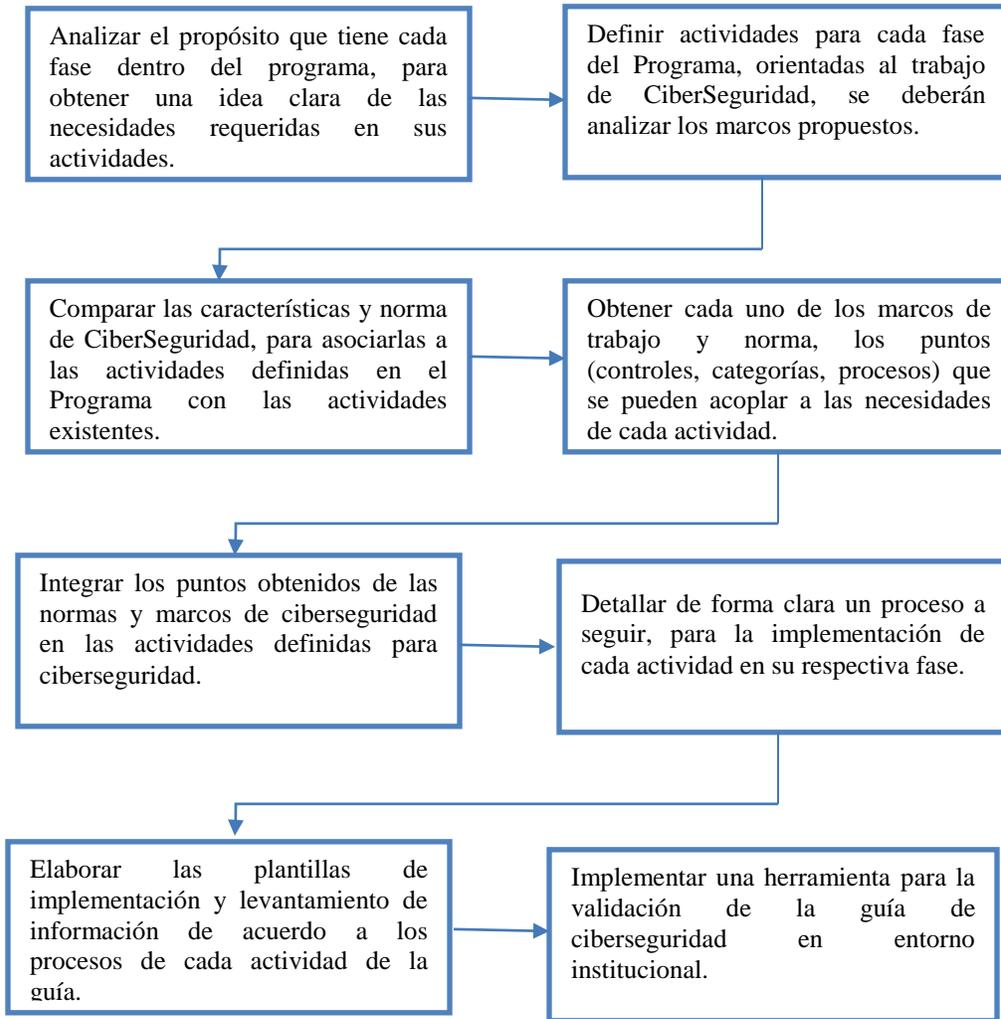 Analizar el propósito que tiene cada
fase dentro del programa, para
obtener una idea clara de las
necesidades requeridas en sus
actividades.
Definir actividades para cada fase
del Programa, orientadas al trabajo
de CiberSeguridad, se deberán
analizar los marcos propuestos.
Comparar las características y norma
de CiberSeguridad, para asociarlas a
las actividades definidas en el
Programa con las actividades
existentes.
Obtener cada uno de los marcos de
trabajo y norma, los puntos
(controles, categorías, procesos) que
se pueden acoplar a las necesidades
de cada actividad.
Integrar los puntos obtenidos de las
normas y marcos de ciberseguridad
en las actividades definidas para
ciberseguridad.
Detallar de forma clara un proceso a
seguir, para la implementación de
cada actividad en su respectiva fase.
Elaborar las plantillas de
implementación y levantamiento de
información de acuerdo a los
procesos de cada actividad de la
guía.
Implementar una herramienta para la
validación de la guía de
ciberseguridad en entorno
institucional.